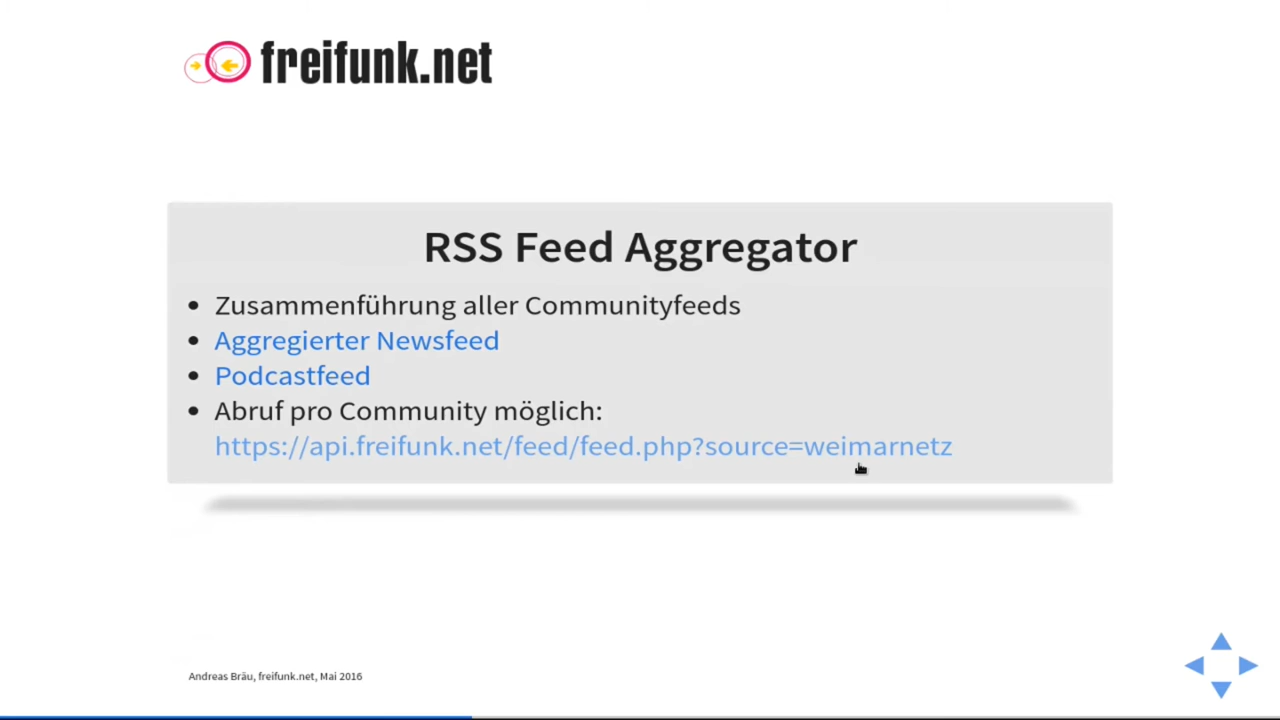 freifunk.net
RSS Feed Aggregator
• Zusammenführung aller Communityfeeds
• Aggregierter Newsfeed
• Podcastfeed
• Abruf pro Community möglich:
https://api.freifunk.net/feed/feed.php?source=weimarnetz
Andreas Bräu, freifunk.net, Mai 2016